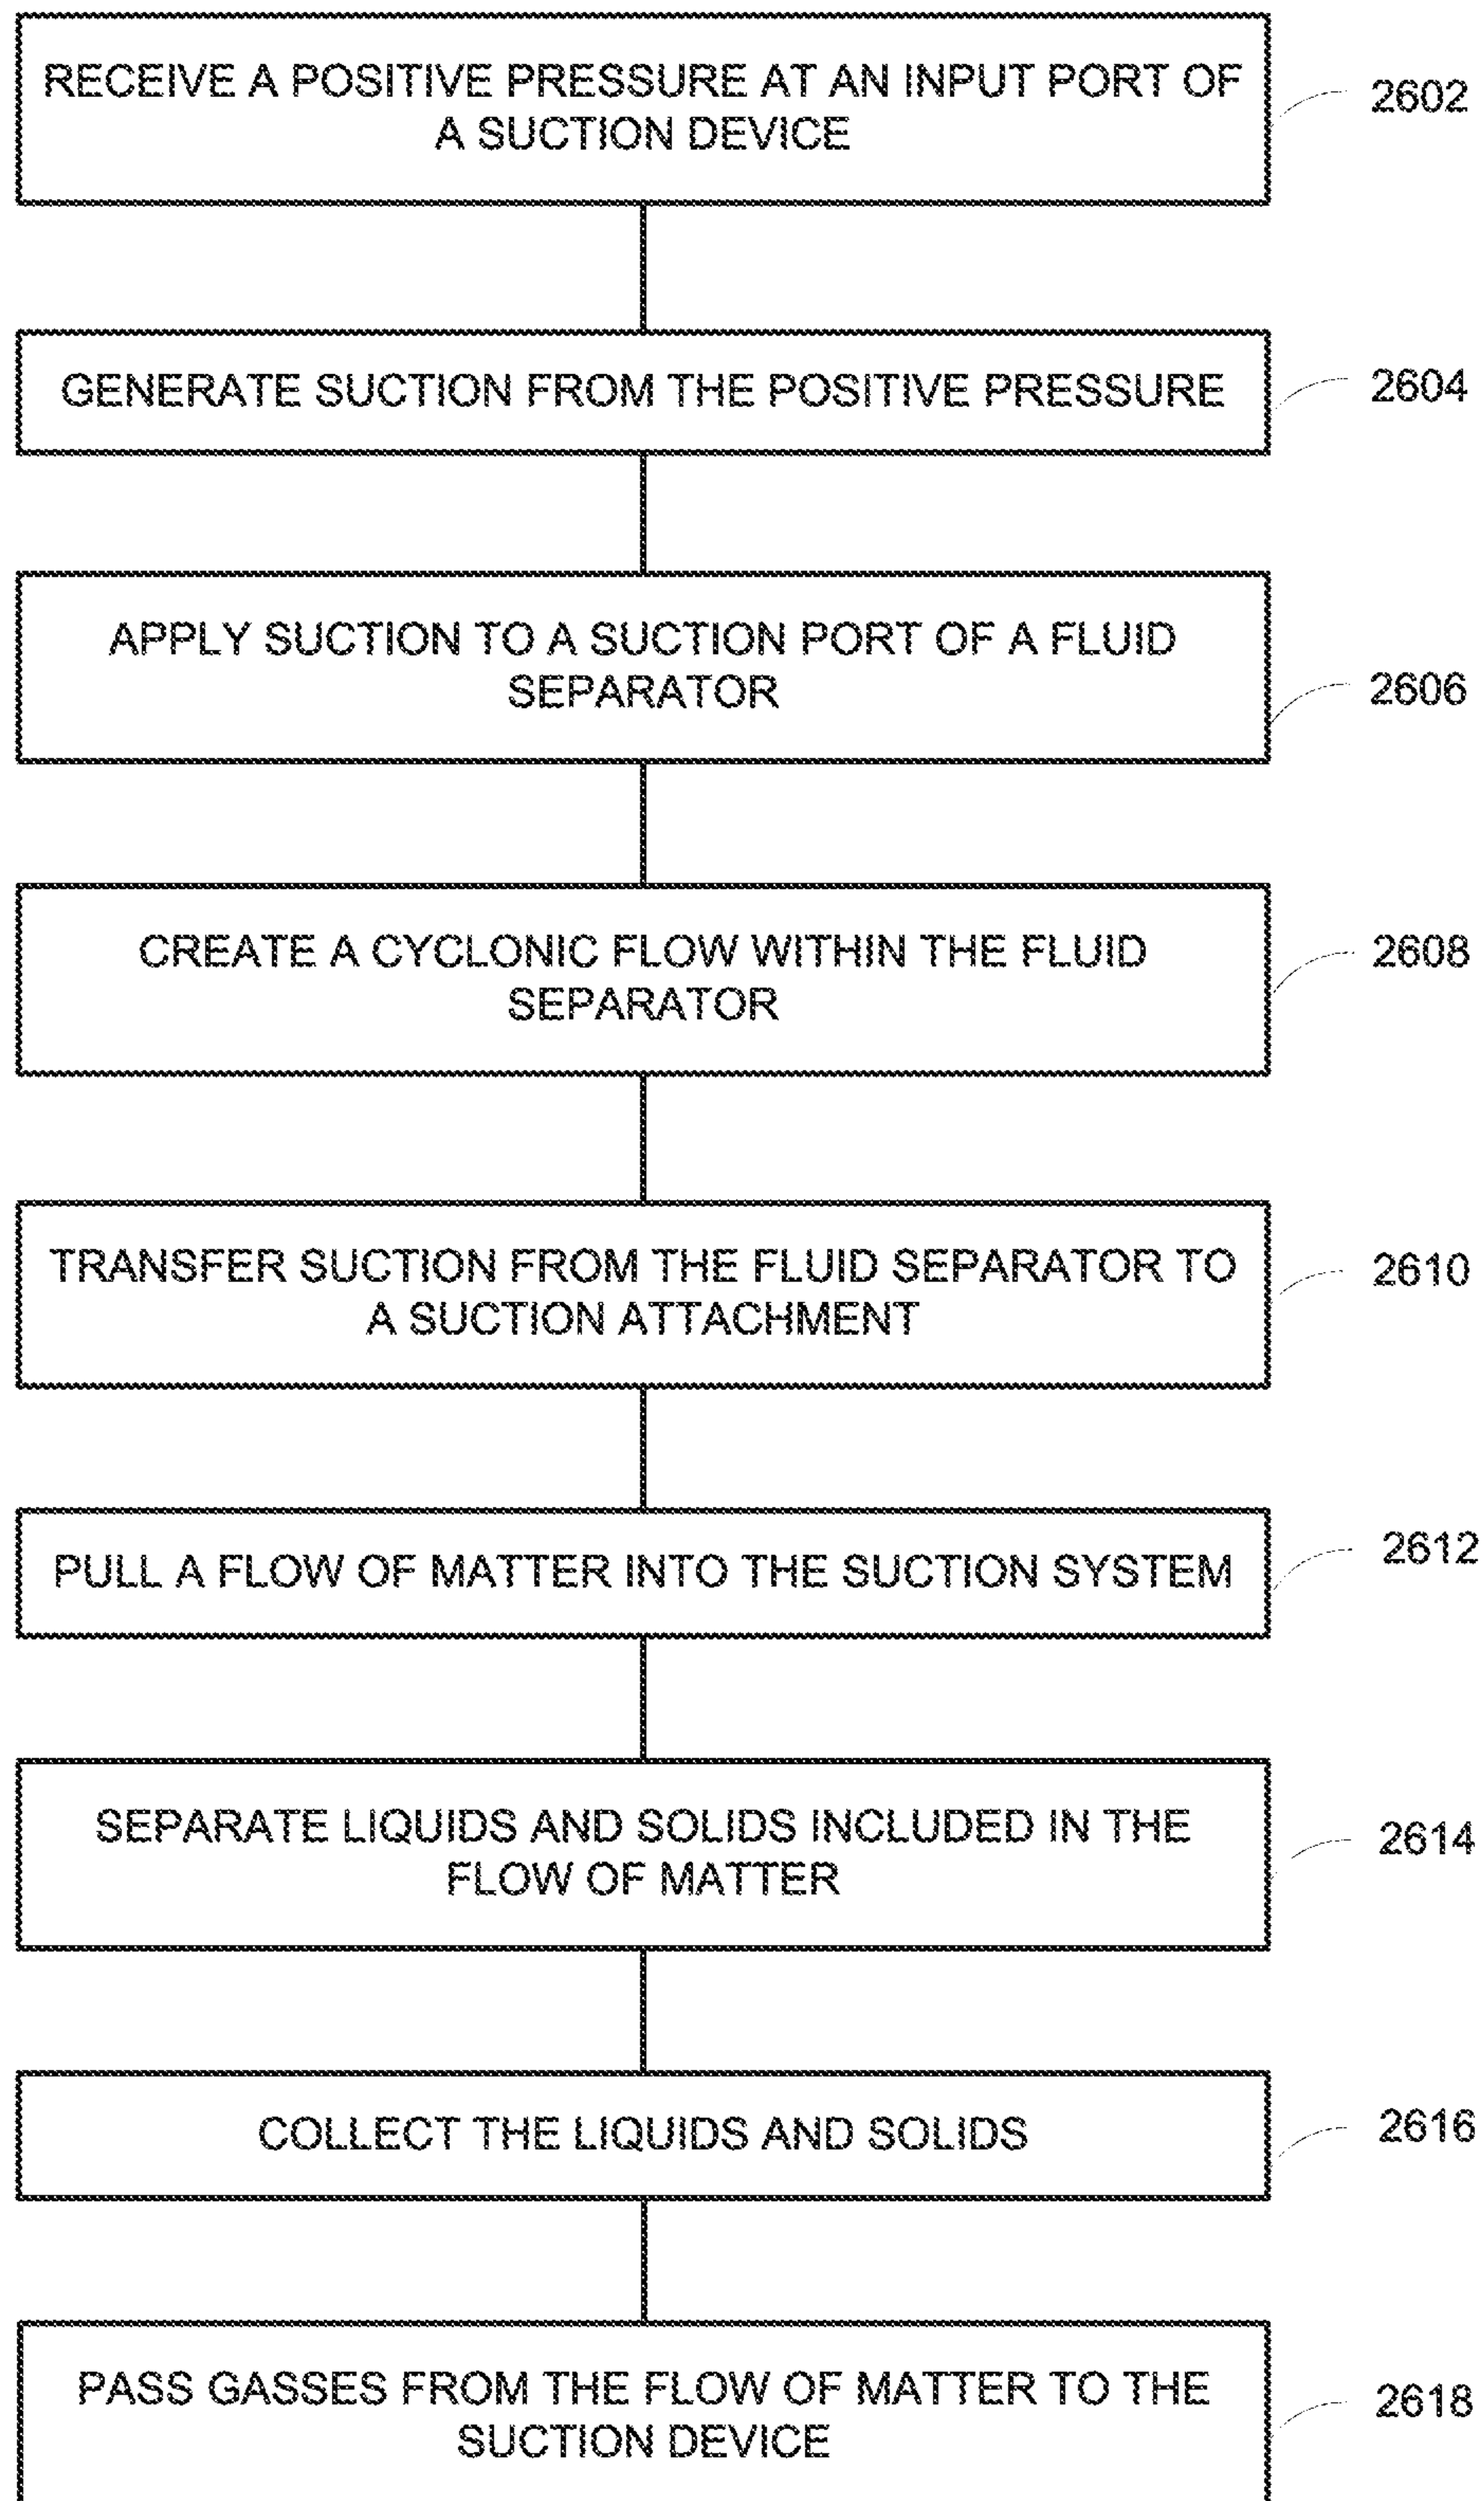 RECEIVE A POSITIVE PRESSURE AT AN INPUT PORT OF
A SUCTION DEVICE
2602
GENERATE SUCTION FROM THE POSITIVE PRESSURE
2604
APPLY SUCTION TO A SUCTION PORT OF A FLUID
SEPARATOR
2606
CREATE A CYCLONIC FLOW WITHIN THE FLUID
SEPARATOR
2608
TRANSFER SUCTION FROM THE FLUID SEPARATOR TO
A SUCTION ATTACHMENT
2610
PULL A FLOW OF MATTER INTO THE SUCTION SYSTEM
2612
SEPARATE LIQUIDS AND SOLIDS INCLUDED IN THE
FLOW OF MATTER
2614
COLLECT THE LIQUIDS AND SOLIDS
2616
PASS GASSES FROM THE FLOW OF MATTER TO THE
SUCTION DEVICE
2618